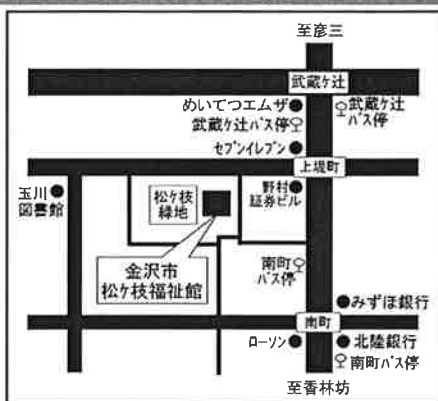 至彦三
武蔵ケ辻
めいてつエムザ
武蔵ケ辻
バス停
武蔵ケ辻バス停
セブンイレブン
上堤町
玉川
図書館
松ケ枝
緑地
野村
証券ビル
金沢市
松ケ枝福祉館
南町
バス停
みずほ銀行
南町
ローソン
北陸銀行
南町バス停
至香林坊